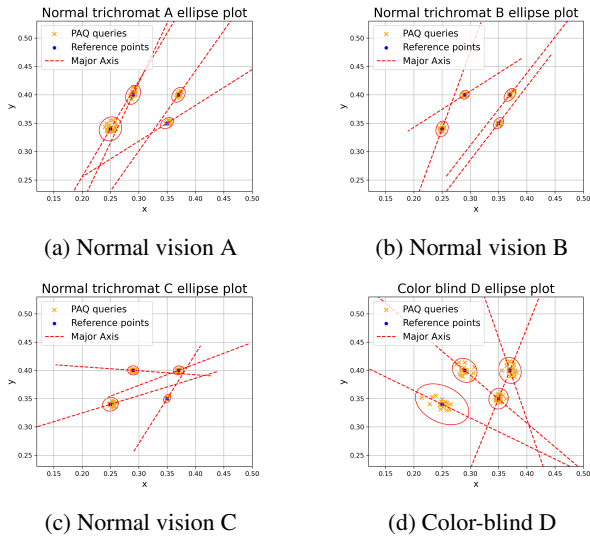 Normal trichromat A ellipse plot
PAQ queries
Reference points
Major Axis
0.50
0.45
0.40
0.35
0.30
0.25
y
0.15 0.20 0.25 0.30 0.35 0.40 0.45 0.50
x
(a) Normal vision A
Normal trichromat B ellipse plot
PAQ queries
Reference points
Major Axis
0.50
0.45
0.40
0.35
0.30
0.25
y
0.15 0.20 0.25 0.30 0.35 0.40 0.45 0.50
x
(b) Normal vision B
Normal trichromat C ellipse plot
PAQ queries
Reference points
Major Axis
0.50
0.45
0.40
0.35
0.30
0.25
y
0.15 0.20 0.25 0.30 0.35 0.40 0.45 0.50
x
(c) Normal vision C
Color blind D ellipse plot
PAQ queries
Reference points
Major Axis
0.50
0.45
0.40
0.35
0.30
0.25
y
0.15 0.20 0.25 0.30 0.35 0.40 0.45 0.50
x
(d) Color-blind D